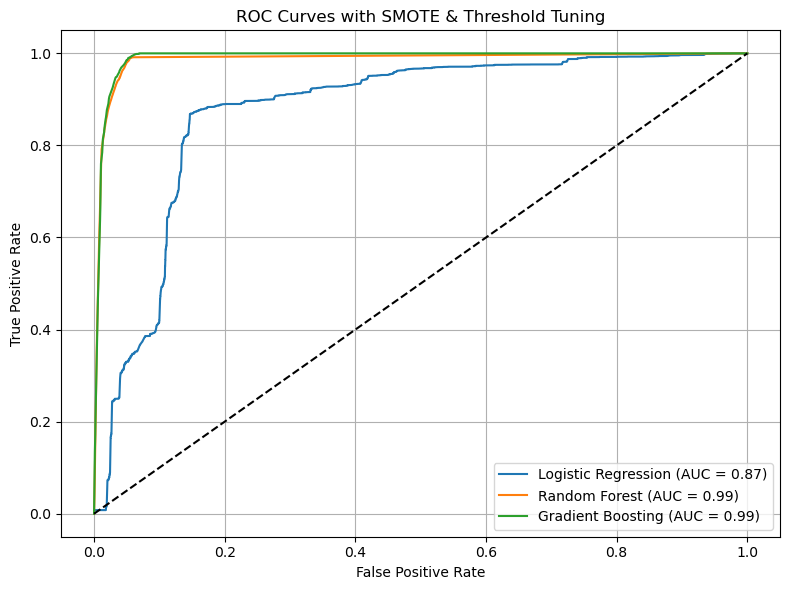 ROC Curves with SMOTE & Threshold Tuning
True Positive Rate
1.0
0.8
0.6
0.4
0.2
0.0
Logistic Regression (AUC = 0.87)
Random Forest (AUC = 0.99)
Gradient Boosting (AUC = 0.99)
0.0 0.2 0.4 0.6 0.8 1.0
False Positive Rate